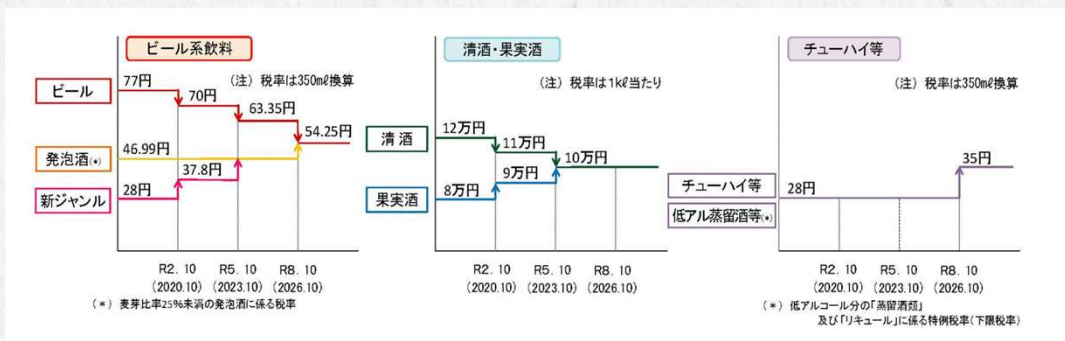 ビール系飲料
(注) 税率は350mℓ換算
ビール
77円
70円
63.35円
54.25円
発泡酒(*)
46.99円
37.8円
新ジャンル
28円
R2. 10
(2020.10)
R5. 10
(2023.10)
R8. 10
(2026.10)
(*) 麦芽比率25%未満の発泡酒に係る税率
清酒・果実酒
(注) 税率は1kℓ当たり
清 酒
12万円
11万円
10万円
9万円
果実酒
8万円
R2. 10
(2020.10)
R5. 10
(2023.10)
R8. 10
(2026.10)
チューハイ等
(注) 税率は350mℓ換算
35円
チューハイ等
28円
低アル蒸留酒等(*)
R2. 10
(2020.10)
R5. 10
(2023.10)
R8. 10
(2026.10)
(*) 低アルコール分の「蒸留酒類」
及び「リキュール」に係る特例税率(下限税率)